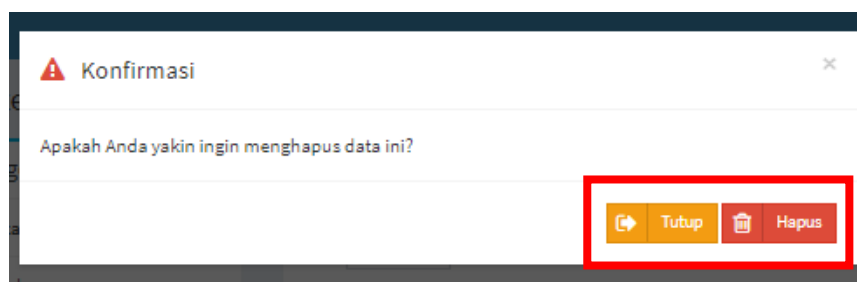 Konfirmasi ×
Apakah Anda yakin ingin menghapus data ini?
Tutup Hapus